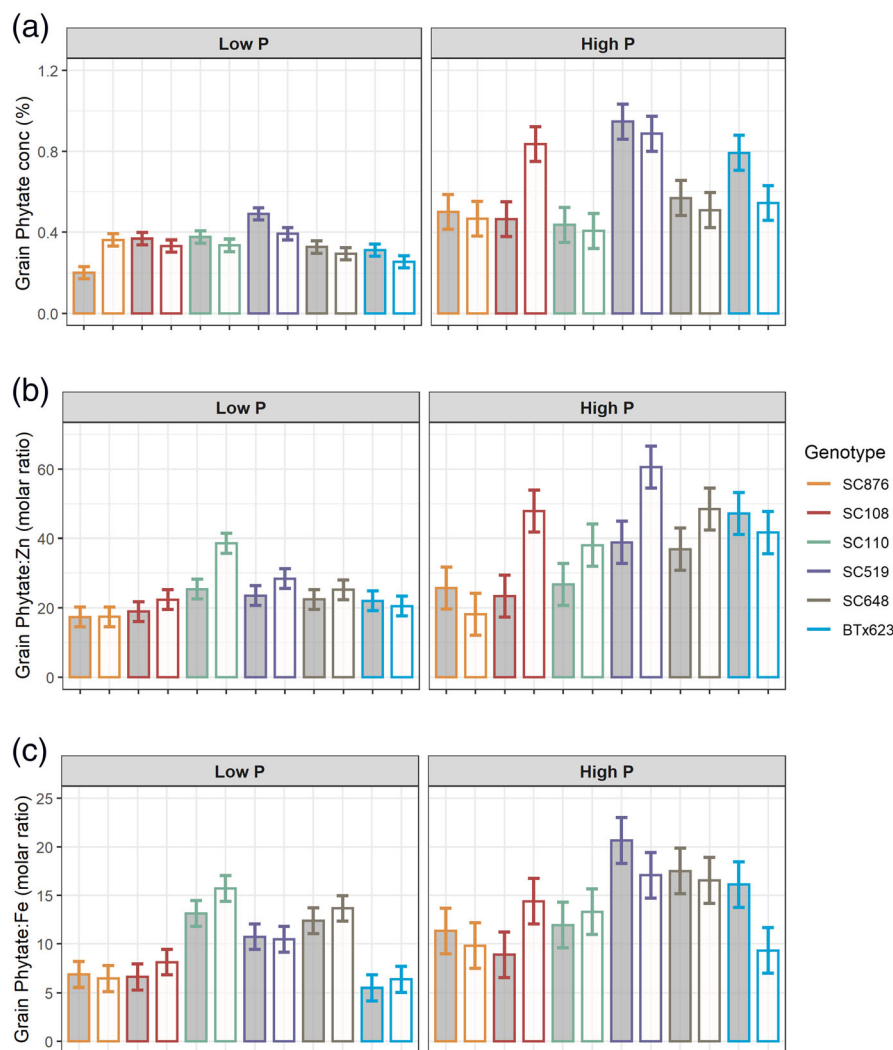 (a)
Low P
High P
Grain Phytate conc (%)
1.2
0.8
0.4
0.0
(b)
Low P
High P
Grain Phytate:Zn (molar ratio)
60
40
20
0
Genotype
SC876
SC108
SC110
SC519
SC648
BTx623
(c)
Low P
High P
Grain Phytate:Fe (molar ratio)
25
20
15
10
5
0